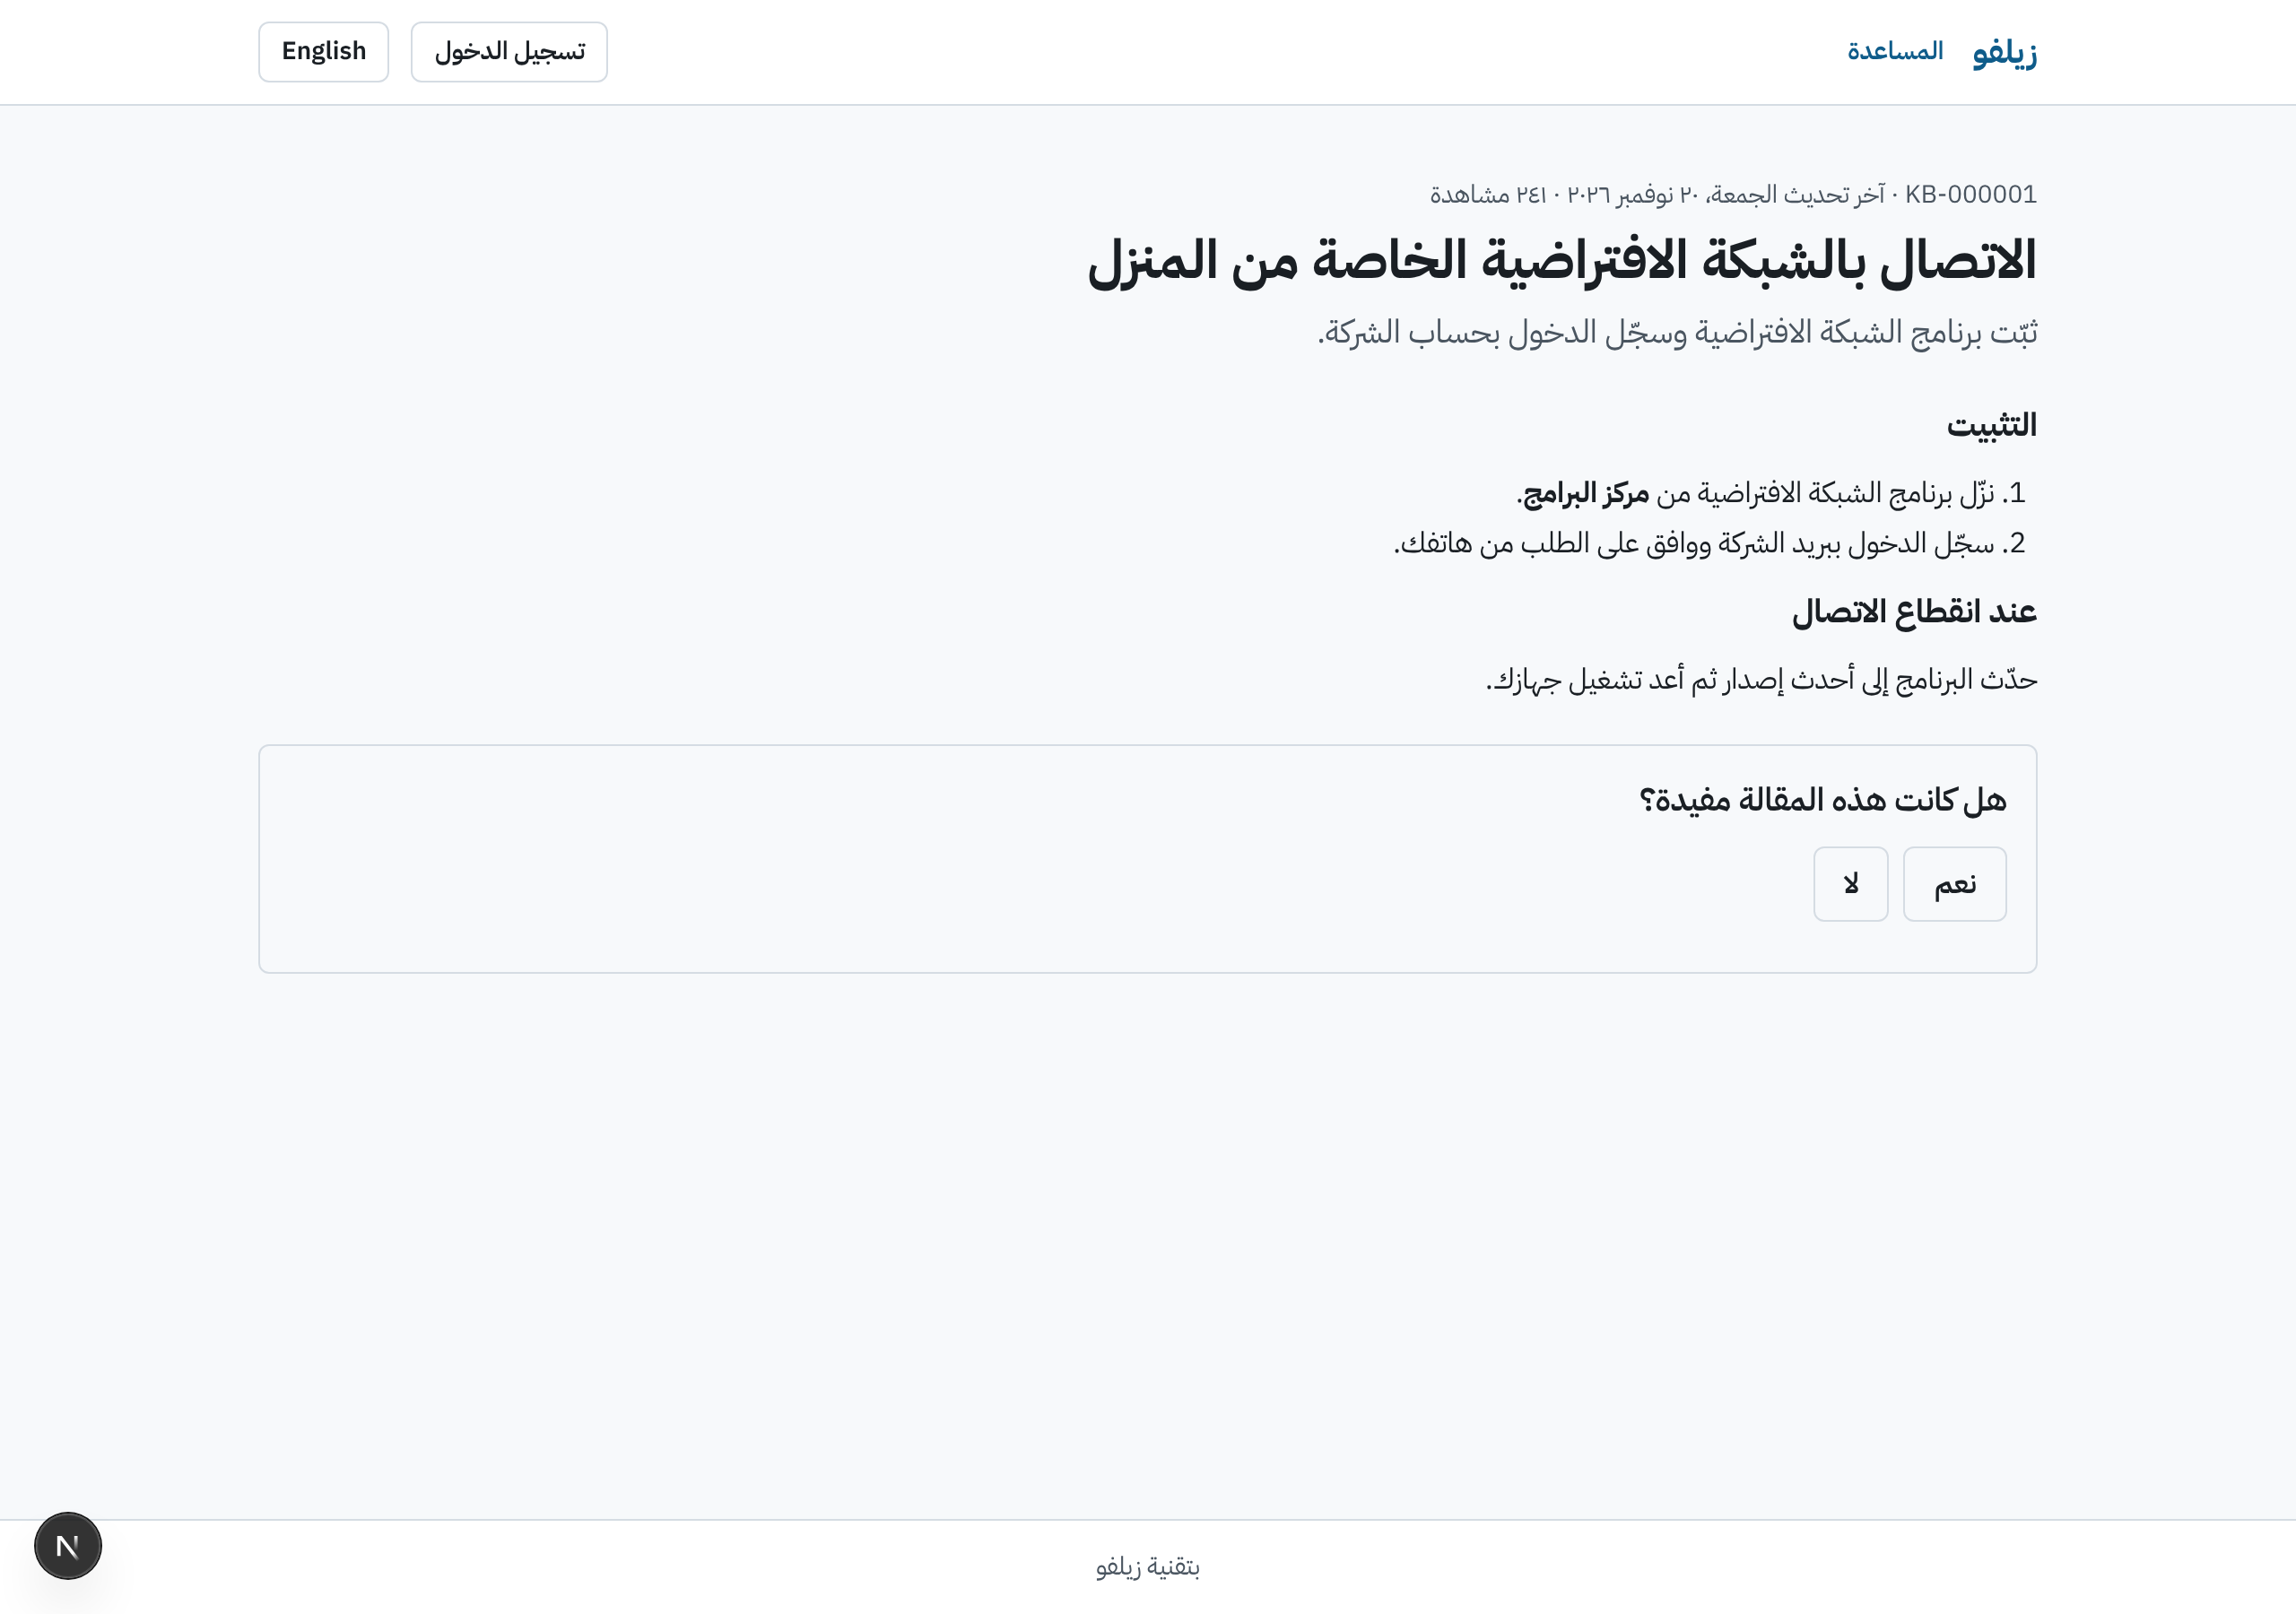 زيلفو
المساعدة
تسجيل الدخول
English
KB-000001 · آخر تحديث الجمعة، ٢٠ نوفمبر ٢٠٢٦ · ٢٤١ مشاهدة
الاتصال بالشبكة الافتراضية الخاصة من المنزل
ثبّت برنامج الشبكة الافتراضية وسجّل الدخول بحساب الشركة.
التثبيت
1. نزّل برنامج الشبكة الافتراضية من مركز البرامج.
2. سجّل الدخول ببريد الشركة ووافق على الطلب من هاتفك.
عند انقطاع الاتصال
حدّث البرنامج إلى أحدث إصدار ثم أعد تشغيل جهازك.
هل كانت هذه المقالة مفيدة؟
نعم
لا
بتقنية زيلفو
N